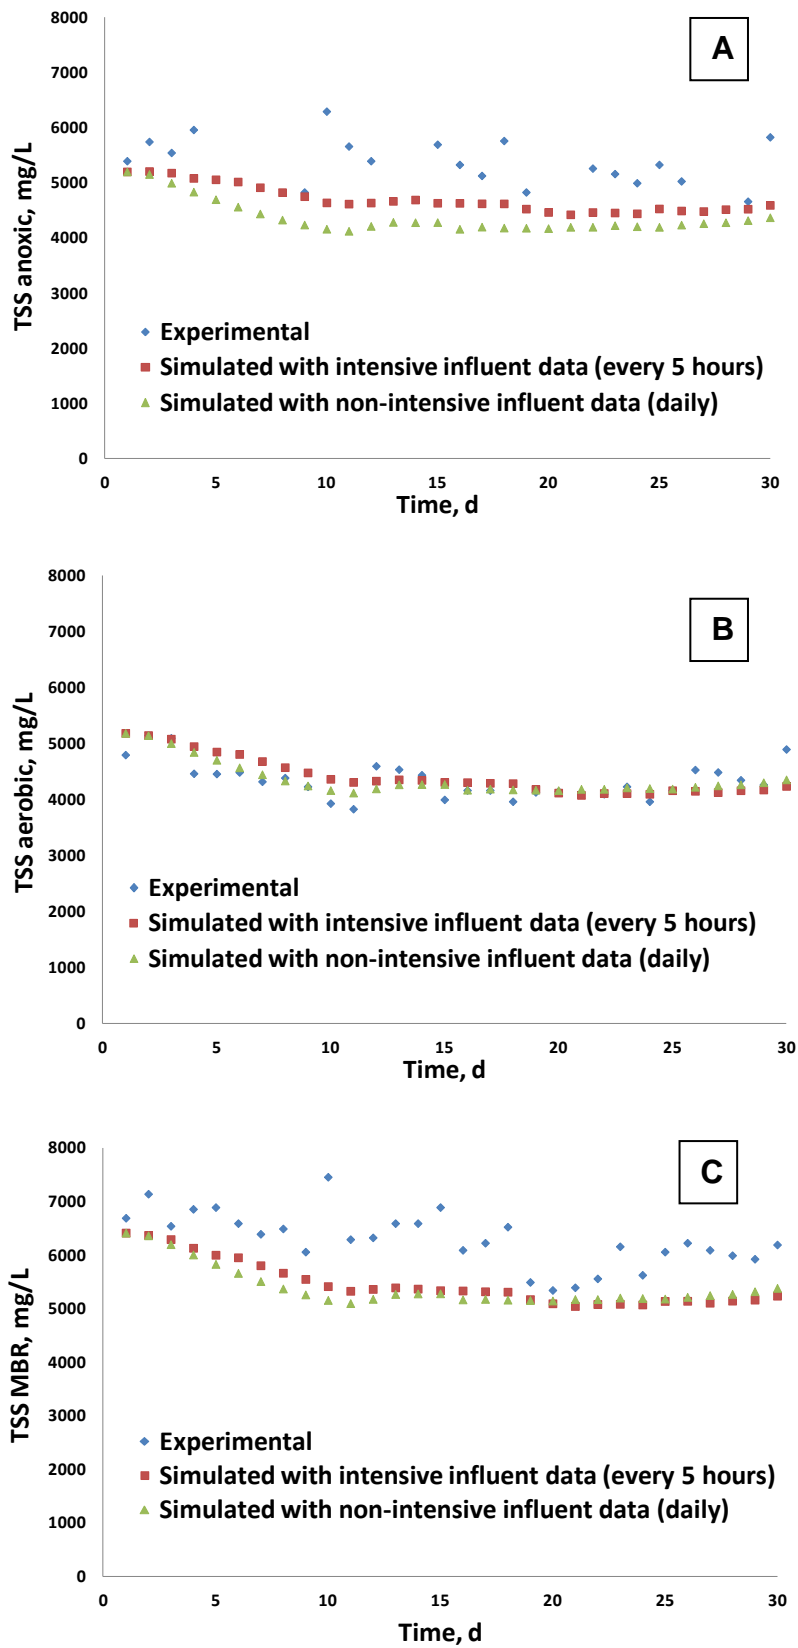 8000
A
7000
6000
5000
4000
3000
2000
1000
0
TSS anoxic, mg/L
Experimental
Simulated with intensive influent data (every 5 hours)
Simulated with non-intensive influent data (daily)
0 5 10 15 20 25 30
Time, d
8000
B
7000
6000
5000
4000
3000
2000
1000
0
TSS aerobic, mg/L
Experimental
Simulated with intensive influent data (every 5 hours)
Simulated with non-intensive influent data (daily)
0 5 10 15 20 25 30
Time, d
8000
C
7000
6000
5000
4000
3000
2000
1000
0
TSS MBR, mg/L
Experimental
Simulated with intensive influent data (every 5 hours)
Simulated with non-intensive influent data (daily)
0 5 10 15 20 25 30
Time, d